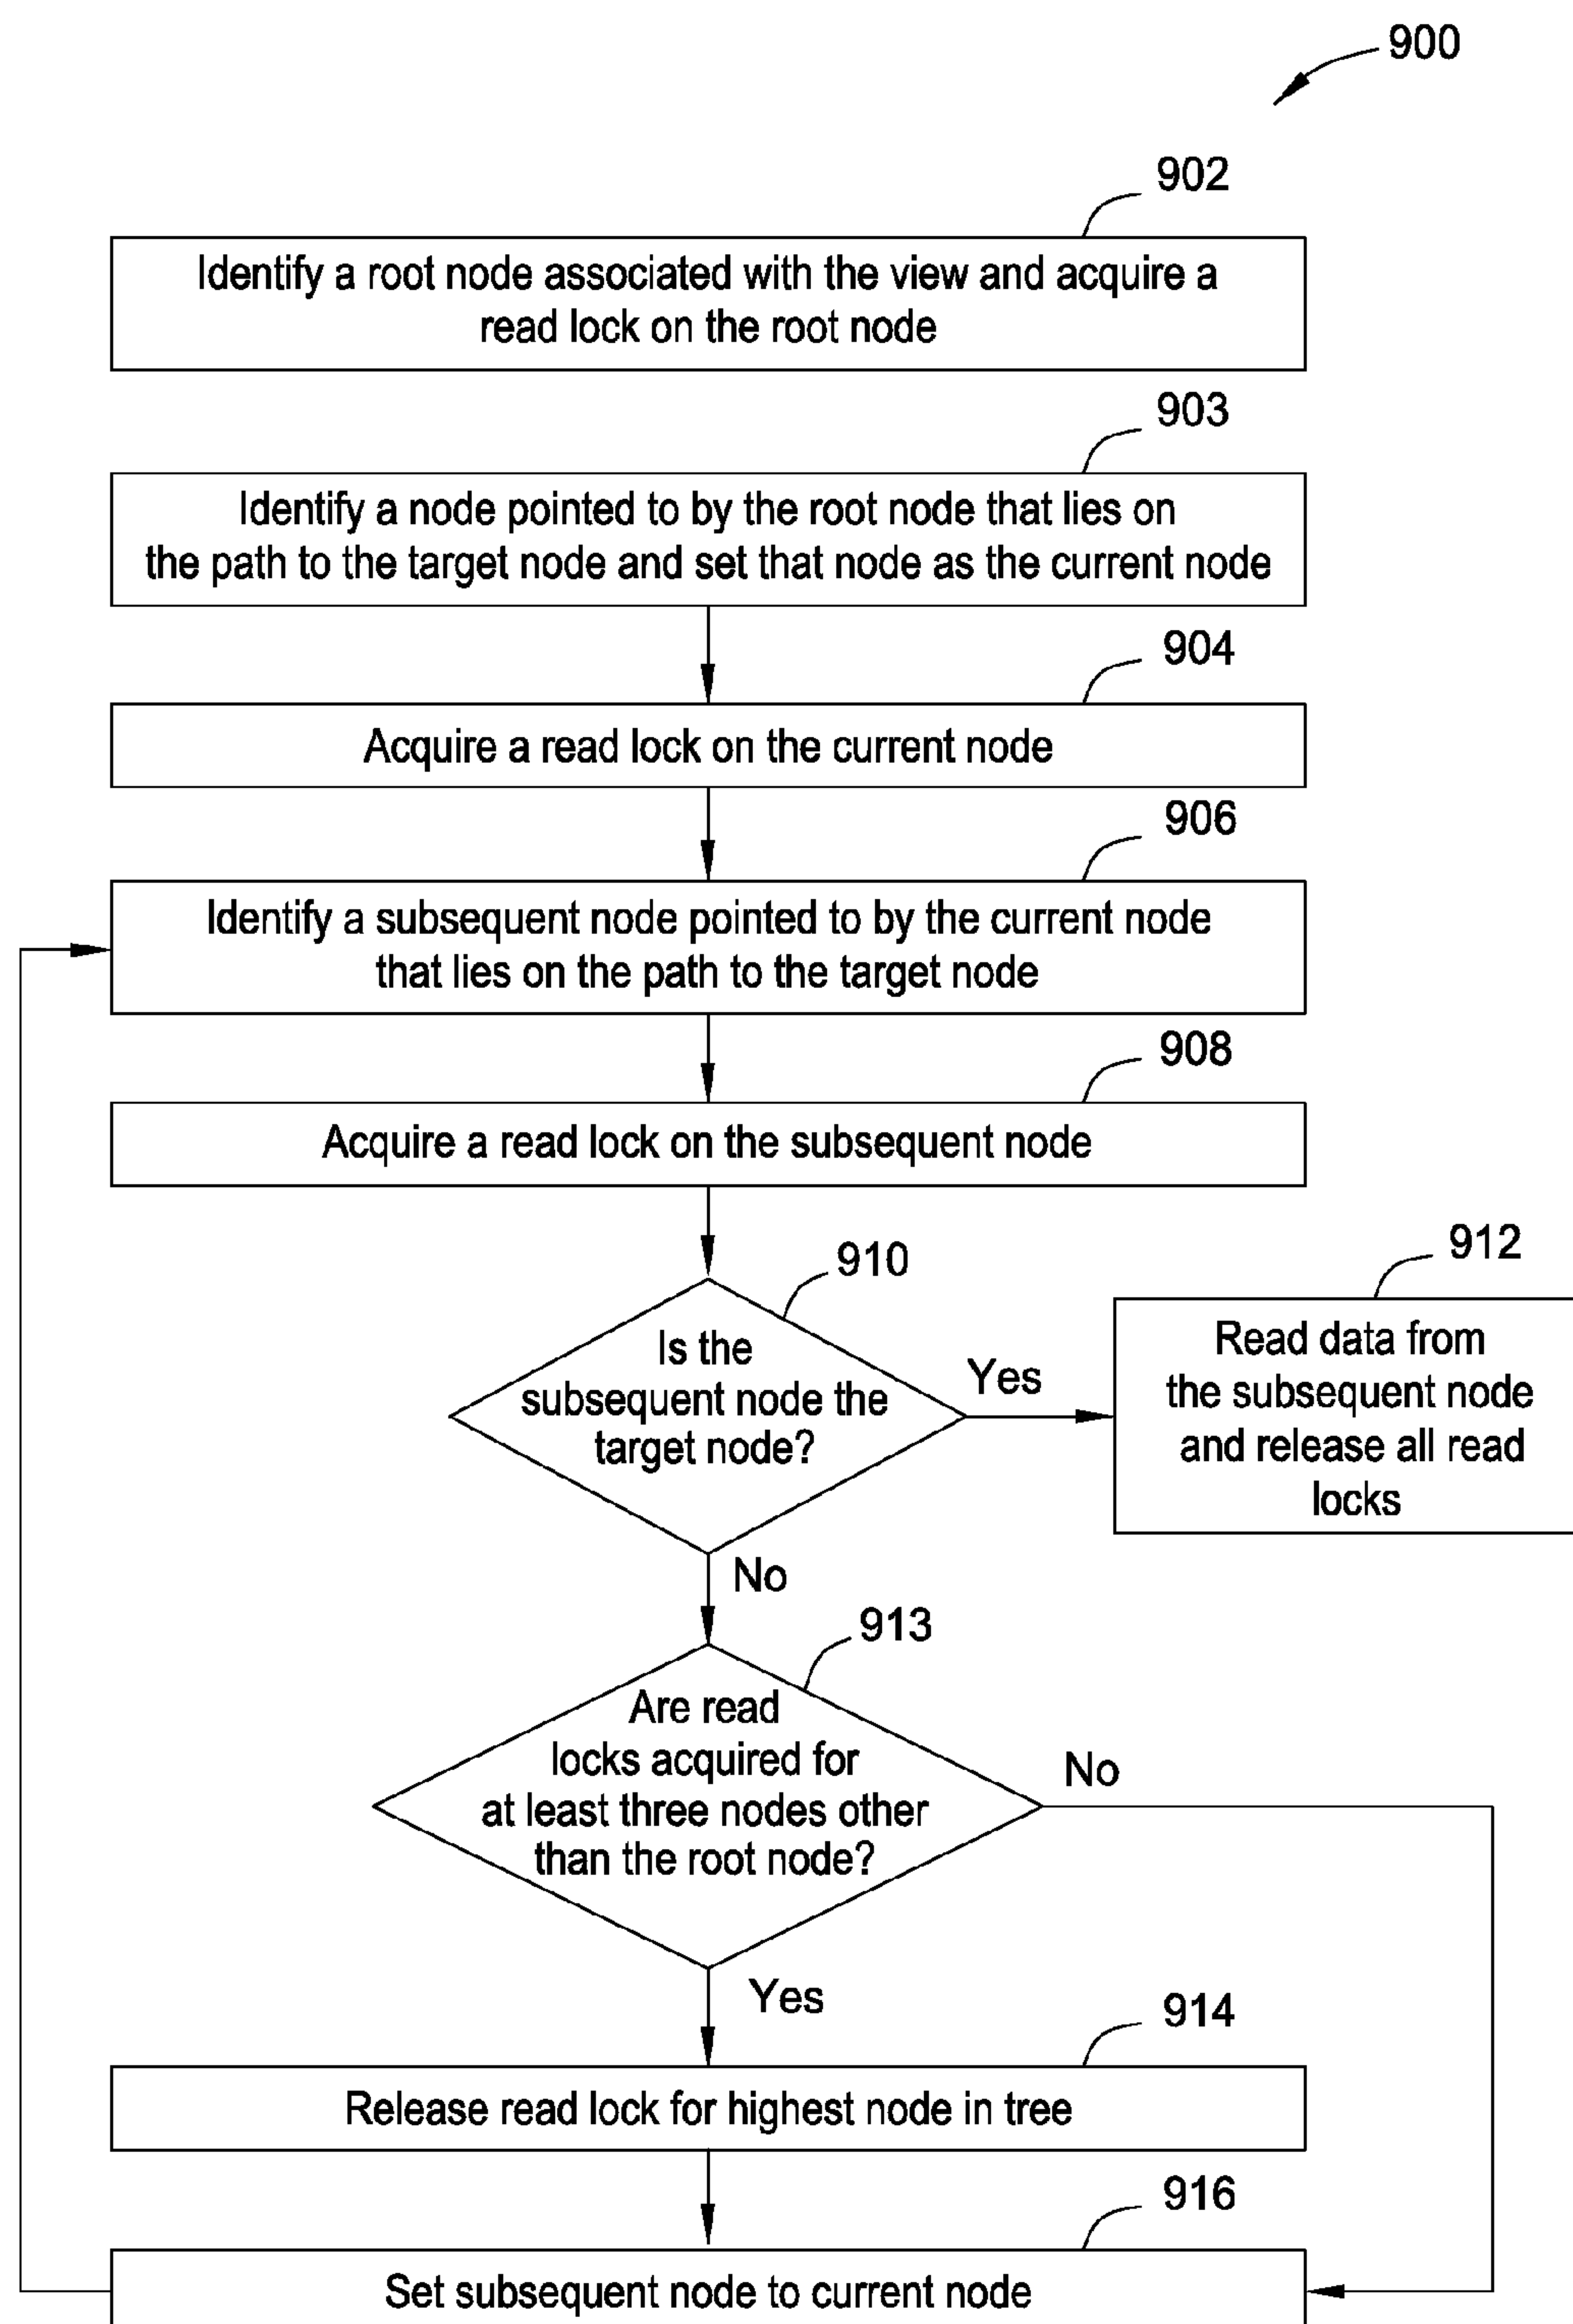 900
902
Identify a root node associated with the view and acquire a
read lock on the root node
903
Identify a node pointed to by the root node that lies on
the path to the target node and set that node as the current node
904
Acquire a read lock on the current node
906
Identify a subsequent node pointed to by the current node
that lies on the path to the target node
908
Acquire a read lock on the subsequent node
910
Is the
subsequent node the
target node?
Yes
912
Read data from
the subsequent node
and release all read
locks
No
913
Are read
locks acquired for
at least three nodes other
than the root node?
No
Yes
914
Release read lock for highest node in tree
916
Set subsequent node to current node